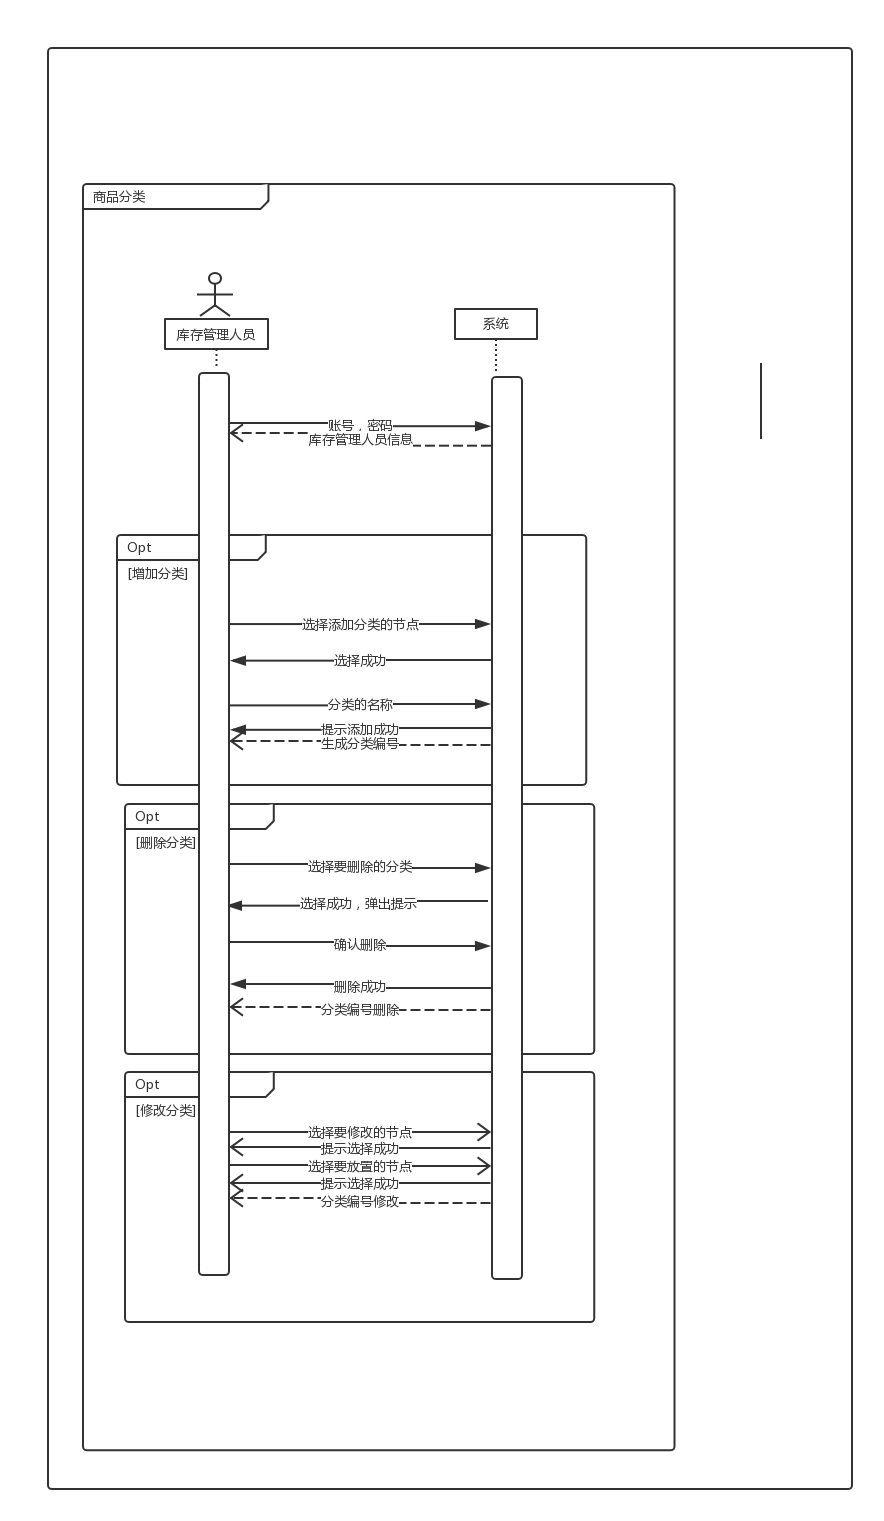 商品分类
库存管理人员
系统
账号，密码
库存管理人员信息
Opt
[增加分类]
选择添加分类的节点
选择成功
分类的名称
提示添加成功
生成分类编号
Opt
[删除分类]
选择要删除的分类
选择成功，弹出提示
确认删除
删除成功
分类编号删除
Opt
[修改分类]
选择要修改的节点
提示选择成功
选择要放置的节点
提示选择成功
分类编号修改